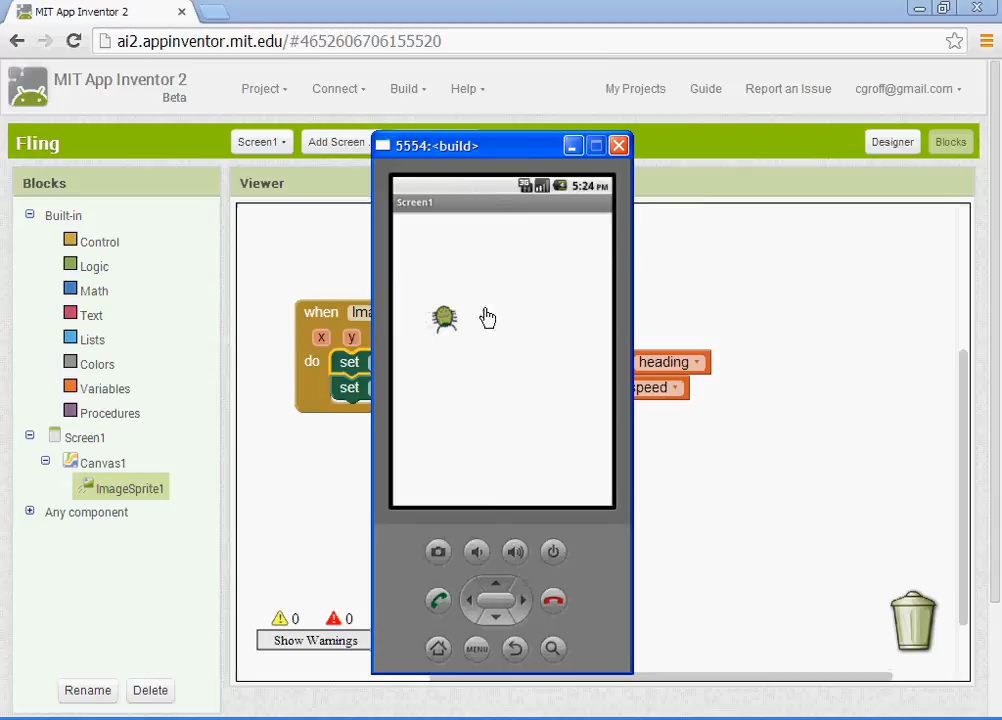 MIT App Inventor 2
ai2.appinventor.mit.edu/#4652606706155520
MIT App Inventor 2
Beta
Project Connect Build Help My Projects Guide Report an Issue cgroff@gmail.com
Fling Screen1 Add Screen Designer Blocks
5554:<build>
Blocks Viewer
3G 5:24 PM
Screen1
Built-in
Control
Logic
Math
Text
Lists
Colors
Variables
Procedures
Screen1
Canvas1
ImageSprite1
Any component
when Ima
x y
do set heading
set speed
0 0
Show Warnings
MENU
Rename Delete